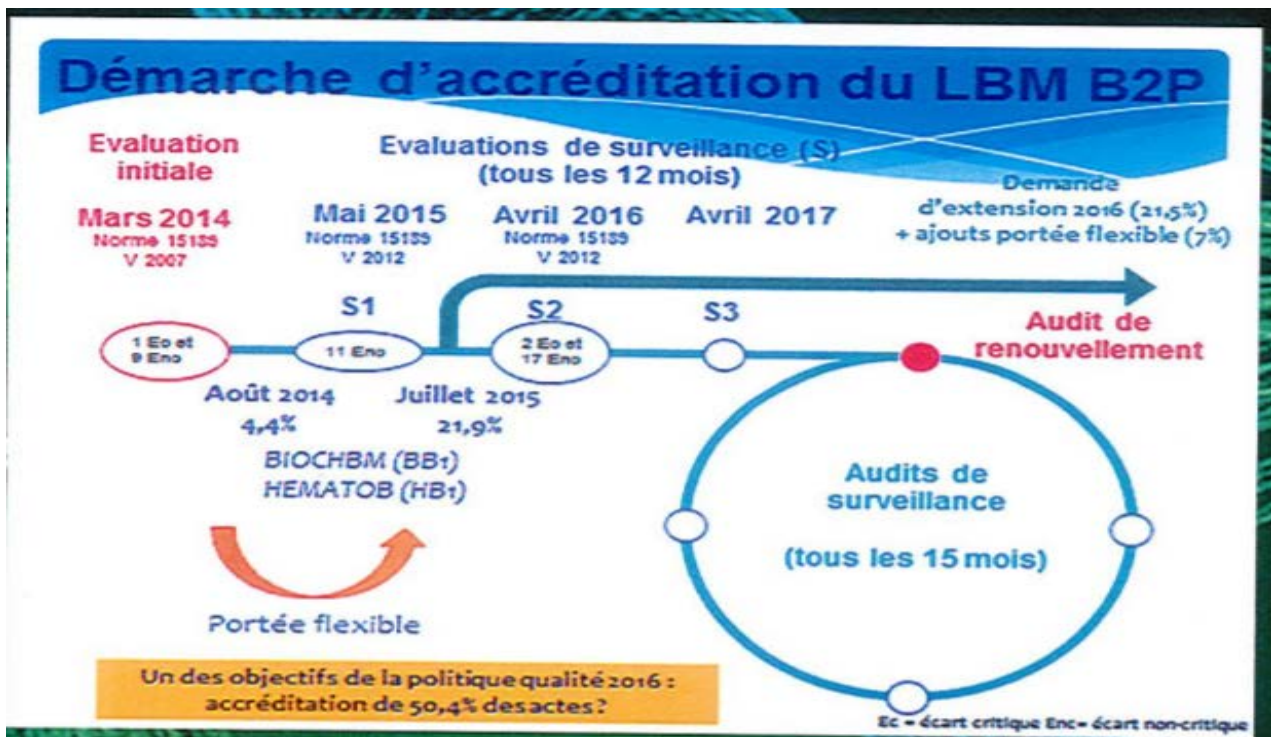 Démarche d'accréditation du LBM B2P
Evaluation
initiale
Mars 2014
Norme 15189
V 2007
Evaluations de surveillance (S)
(tous les 12 mois)
Mai 2015
Norme 15189
V 2012
Avril 2016
Norme 15189
V 2012
Avril 2017
Demande
d'extension 2016 (21,5%)
+ ajouts portée flexible (7%)
S1
S2
S3
1 Eo et
9 Eno
11 Eno
2 Eo et
17 Eno
Audit de
renouvellement
Août 2014
4,4%
Juillet 2015
21,9%
BIOCHBM (BB1)
HEMATOB (HB1)
Portée flexible
Audits de
surveillance
(tous les 15 mois)
Un des objectifs de la politique qualité 2016 :
accréditation de 50,4% des actes ?
Ec = écart critique Enc= écart non-critique